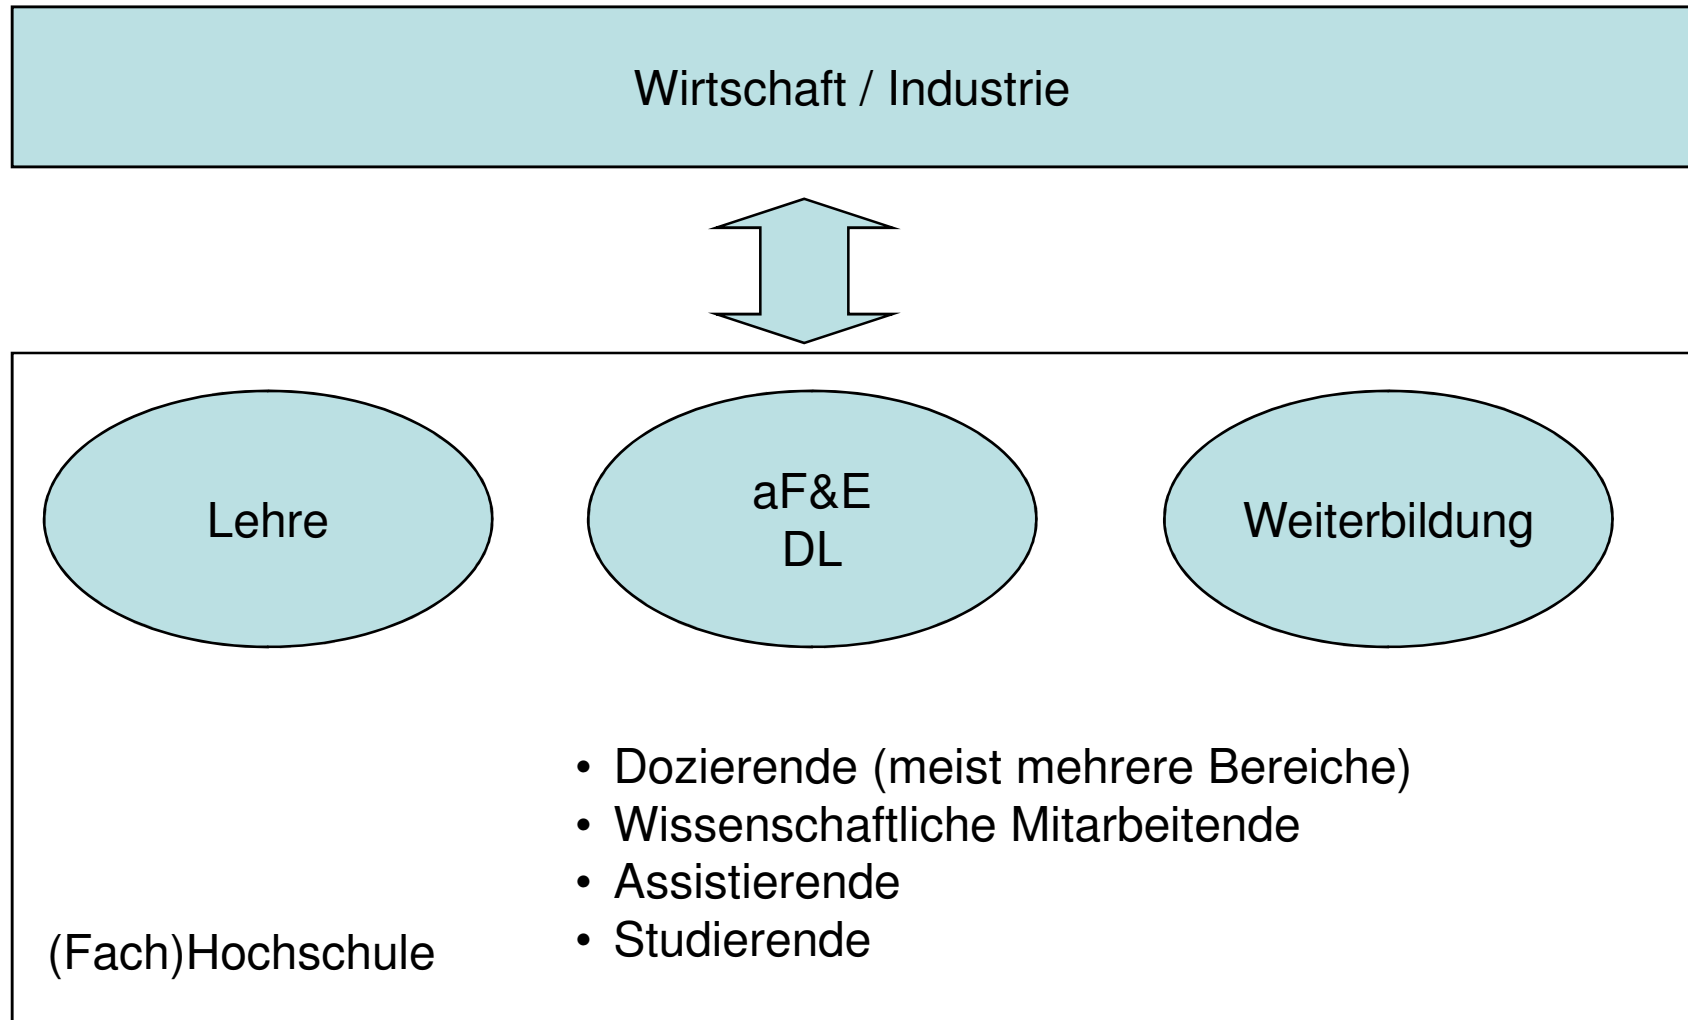 Wirtschaft / Industrie
Lehre
aF&E
DL
Weiterbildung
• Dozierende (meist mehrere Bereiche)
• Wissenschaftliche Mitarbeitende
• Assistierende
• Studierende
(Fach)Hochschule